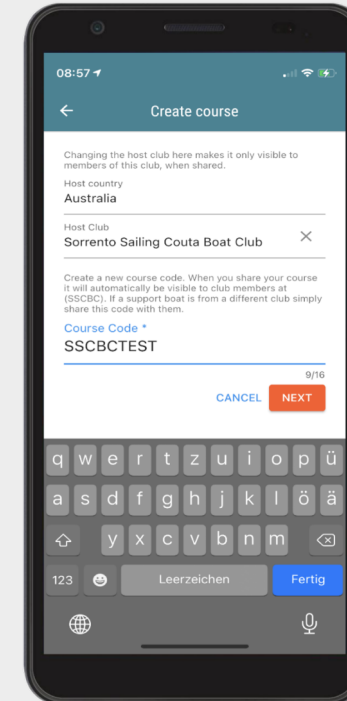 08:57
Create course
Changing the host club here makes it only visible to
members of this club, when shared.
Host country
Australia
Host Club
Sorrento Sailing Couta Boat Club
Create a new course code. When you share your course
it will automatically be visible to club members at
(SSCBC). If a support boat is from a different club simply
share this code with them.
Course Code *
SSCBCTEST
9/16
CANCEL NEXT
q w e r t z u i o p ü
a s d f g h j k l ö ä
y x c v b n m
123 Leerzeichen Fertig